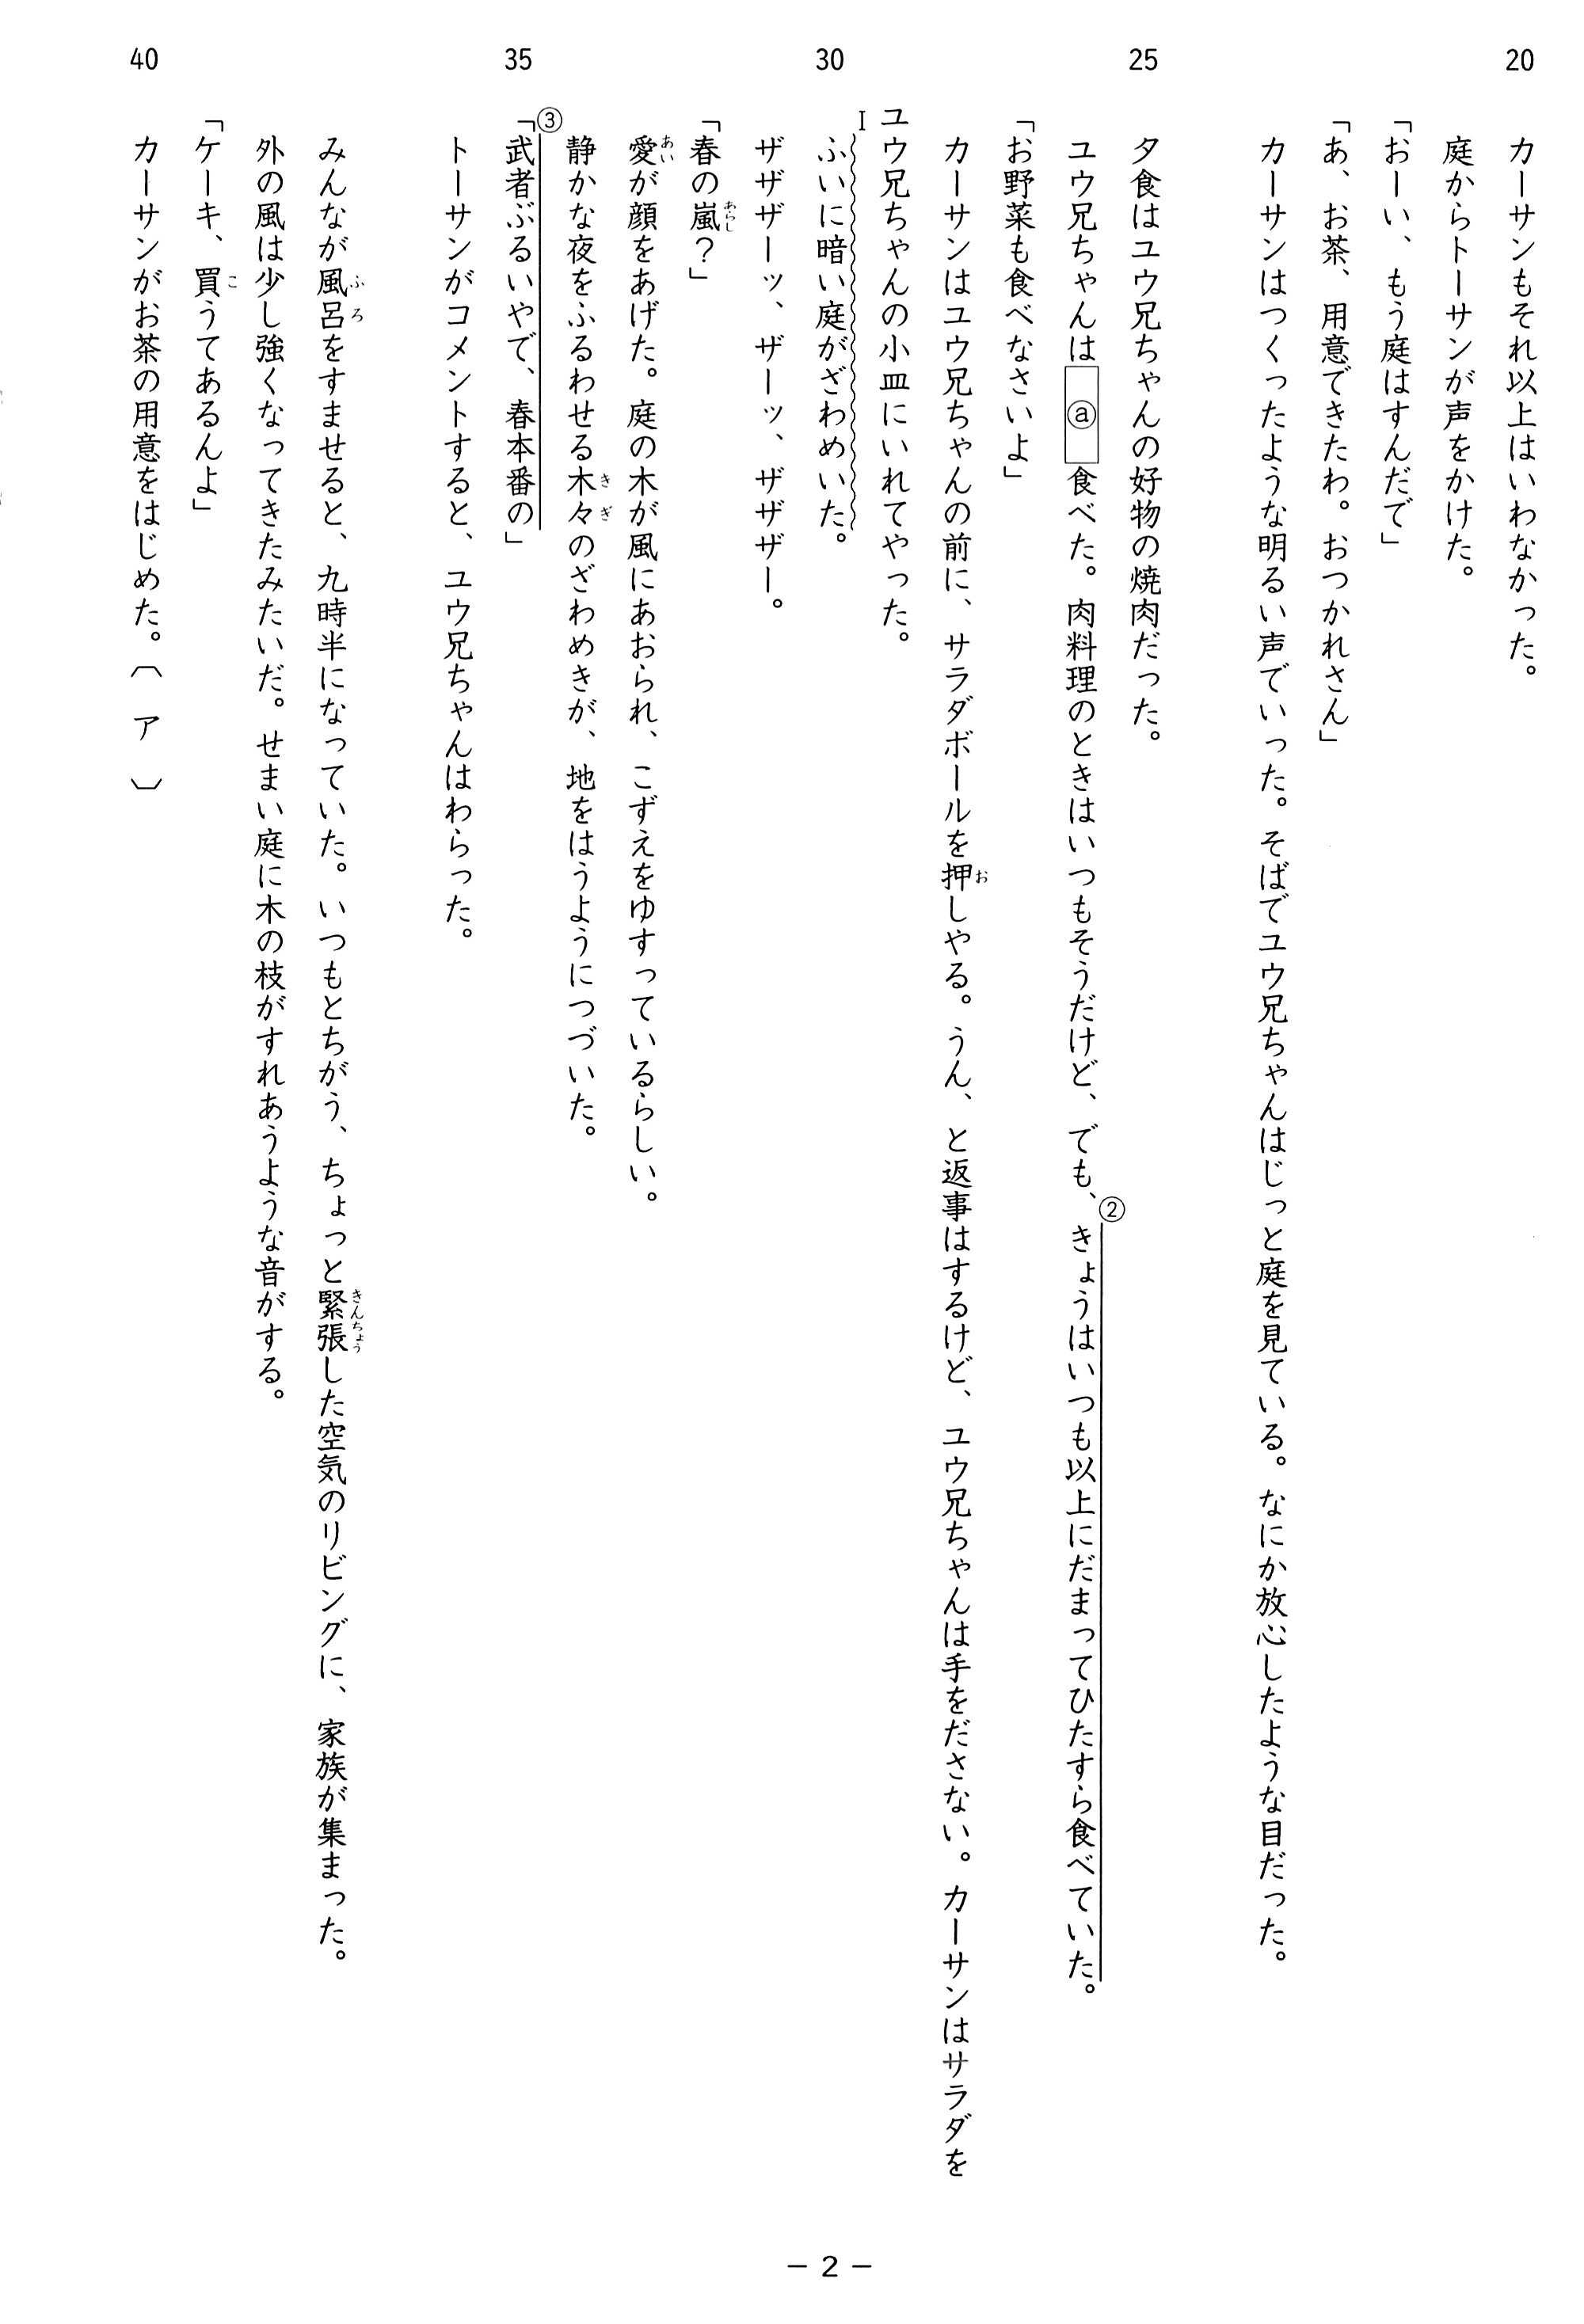 20
カーサンもそれ以上はいわなかった。
庭からトーサンが声をかけた。
「おーい、もう庭はすんだで」
「あ、お茶、用意できたわ。おつかれさん」
カーサンはつくったような明るい声でいった。そばでユウ兄ちゃんはじっと庭を見ている。なにか放心したような目だった。
25
夕食はユウ兄ちゃんの好物の焼肉だった。
ユウ兄ちゃんはⓐ食べた。肉料理のときはいつもそうだけど、でも、②きょうはいつも以上にだまってひたすら食べていた。
「お野菜も食べなさいよ」
カーサンはユウ兄ちゃんの前に、サラダボールを押しやる。うん、と返事はするけど、ユウ兄ちゃんは手をださない。カーサンはサラダを
ユウ兄ちゃんの小皿にいれてやった。
30
Ⅰふいに暗い庭がざわめいた。
ザザザーッ、ザーッ、ザザザー。
「春の嵐？」
愛が顔をあげた。庭の木が風にあおられ、こずえをゆすっているらしい。
静かな夜をふるわせる木々のざわめきが、地をはうようにつづいた。
35
③「武者ぶるいやで、春本番の」
トーサンがコメントすると、ユウ兄ちゃんはわらった。
みんなが風呂をすませると、九時半になっていた。いつもとちがう、ちょっと緊張した空気のリビングに、家族が集まった。
外の風は少し強くなってきたみたいだ。せまい庭に木の枝がすれあうような音がする。
「ケーキ、買うてあるんよ」
40
カーサンがお茶の用意をはじめた。〔 ア 〕
－ 2 －